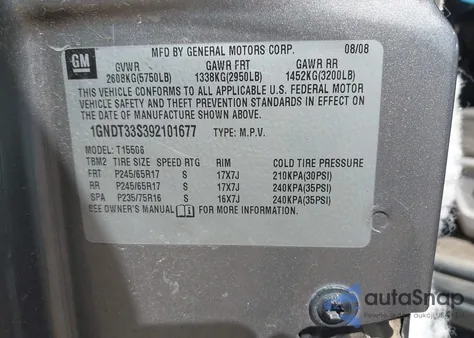 GM
MFD BY GENERAL MOTORS CORP. 08/08
GVWR GAWR FRT GAWR RR
2608KG(5750LB) 1338KG(2950LB) 1452KG(3200LB)
THIS VEHICLE CONFORMS TO ALL APPLICABLE U.S. FEDERAL MOTOR
VEHICLE SAFETY AND THEFT PREVENTION STANDARDS IN EFFECT ON
THE DATE OF MANUFACTURE SHOWN ABOVE.
1GNDT33S392101677 TYPE: M.P.V.
MODEL: T15506
TBM2 TIRE SIZE SPEED RTG RIM COLD TIRE PRESSURE
FRT P245/65R17 S 17X7J 210KPA(30PSI)
RR P245/65R17 S 17X7J 240KPA(35PSI)
SPA P235/75R16 S 16X7J 240KPA(35PSI)
SEE OWNER'S MANUAL FOR MORE INFORMATION.
autoSnap